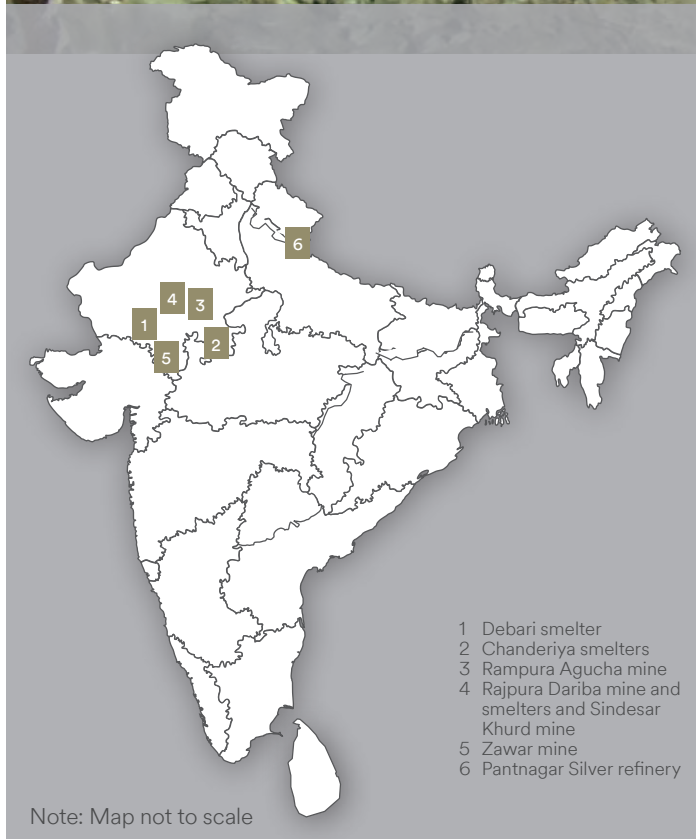 6
4
3
1
2
5
1 Debari smelter
2 Chanderiya smelters
3 Rampura Agucha mine
4 Rajpura Dariba mine and
smelters and Sindesar
Khurd mine
5 Zawar mine
6 Pantnagar Silver refinery
Note: Map not to scale